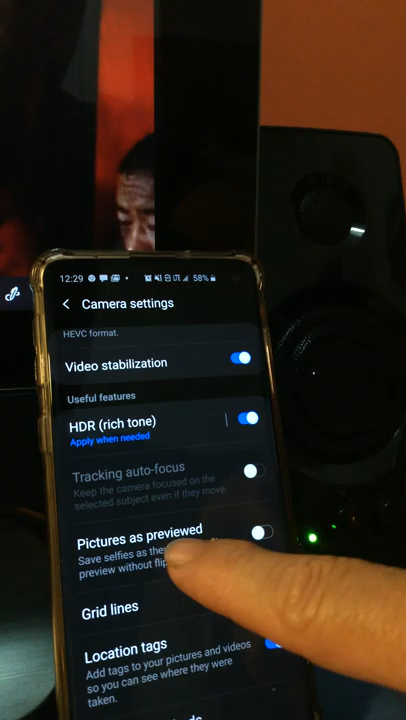 12:29 LTE 58%
Camera settings
HEVC format.
Video stabilization
Useful features
HDR (rich tone)
Apply when needed
Tracking auto-focus
Keep the camera focused on the
selected subject even if they move
Pictures as previewed
Save selfies as they
preview without flip
Grid lines
Location tags
Add tags to your pictures and videos
so you can see where they were
taken.